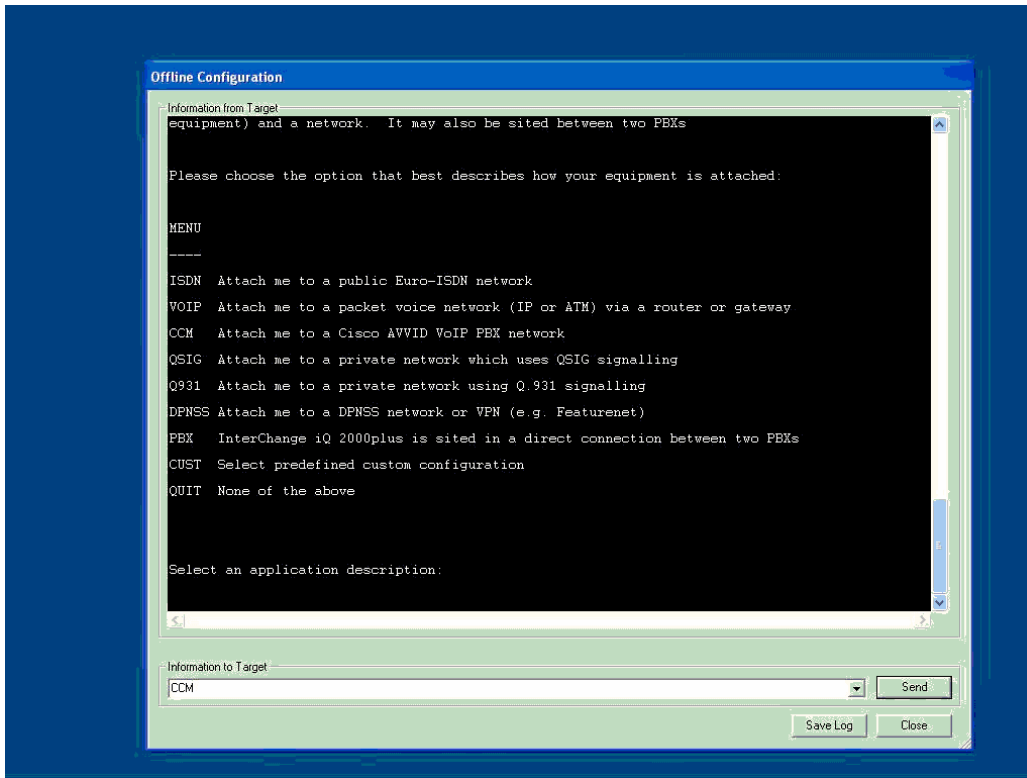 Offline Configuration
Information from Target
equipment) and a network.  It may also be sited between two PBXs
Please choose the option that best describes how your equipment is attached:
MENU
----
ISDN  Attach me to a public Euro-ISDN network
VOIP  Attach me to a packet voice network (IP or ATM) via a router or gateway
CCM   Attach me to a Cisco AVVID VoIP PBX network
QSIG  Attach me to a private network which uses QSIG signalling
Q931  Attach me to a private network using Q.931 signalling
DPNSS Attach me to a DPNSS network or VPN (e.g. Featurenet)
PBX   InterChange iQ 2000plus is sited in a direct connection between two PBXs
CUST  Select predefined custom configuration
QUIT  None of the above
Select an application description:
Information to Target
CCM
Send
Save Log
Close